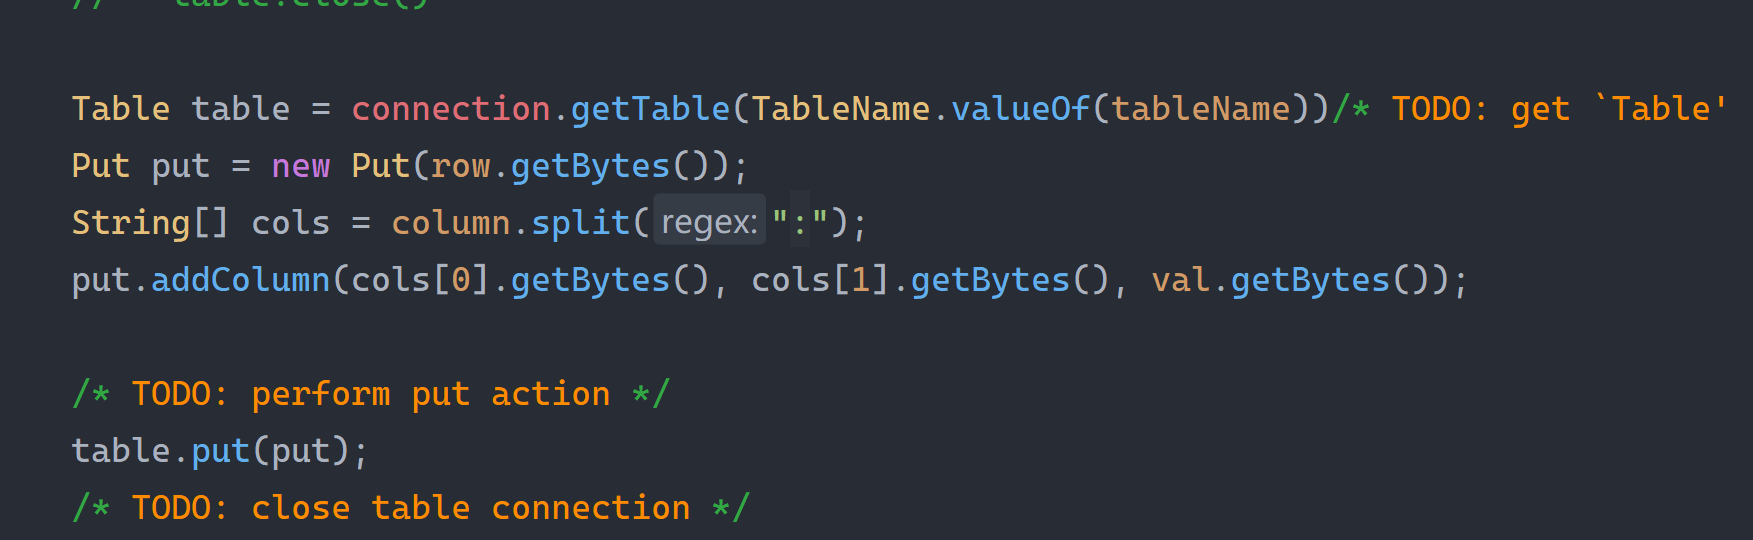 //   table.close()
Table table = connection.getTable(TableName.valueOf(tableName))/* TODO: get `Table'
Put put = new Put(row.getBytes());
String[] cols = column.split(regex: ":");
put.addColumn(cols[0].getBytes(), cols[1].getBytes(), val.getBytes());
/* TODO: perform put action */
table.put(put);
/* TODO: close table connection */